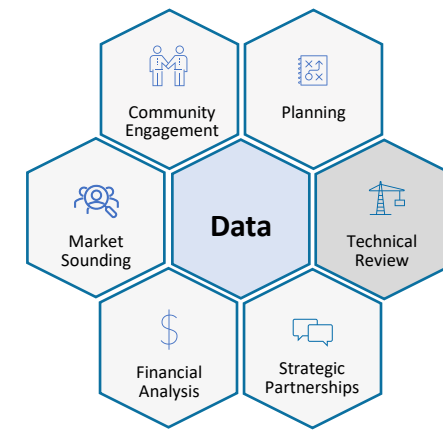 Community
Engagement
Planning
Market
Sounding
Data
Technical
Review
Financial
Analysis
Strategic
Partnerships